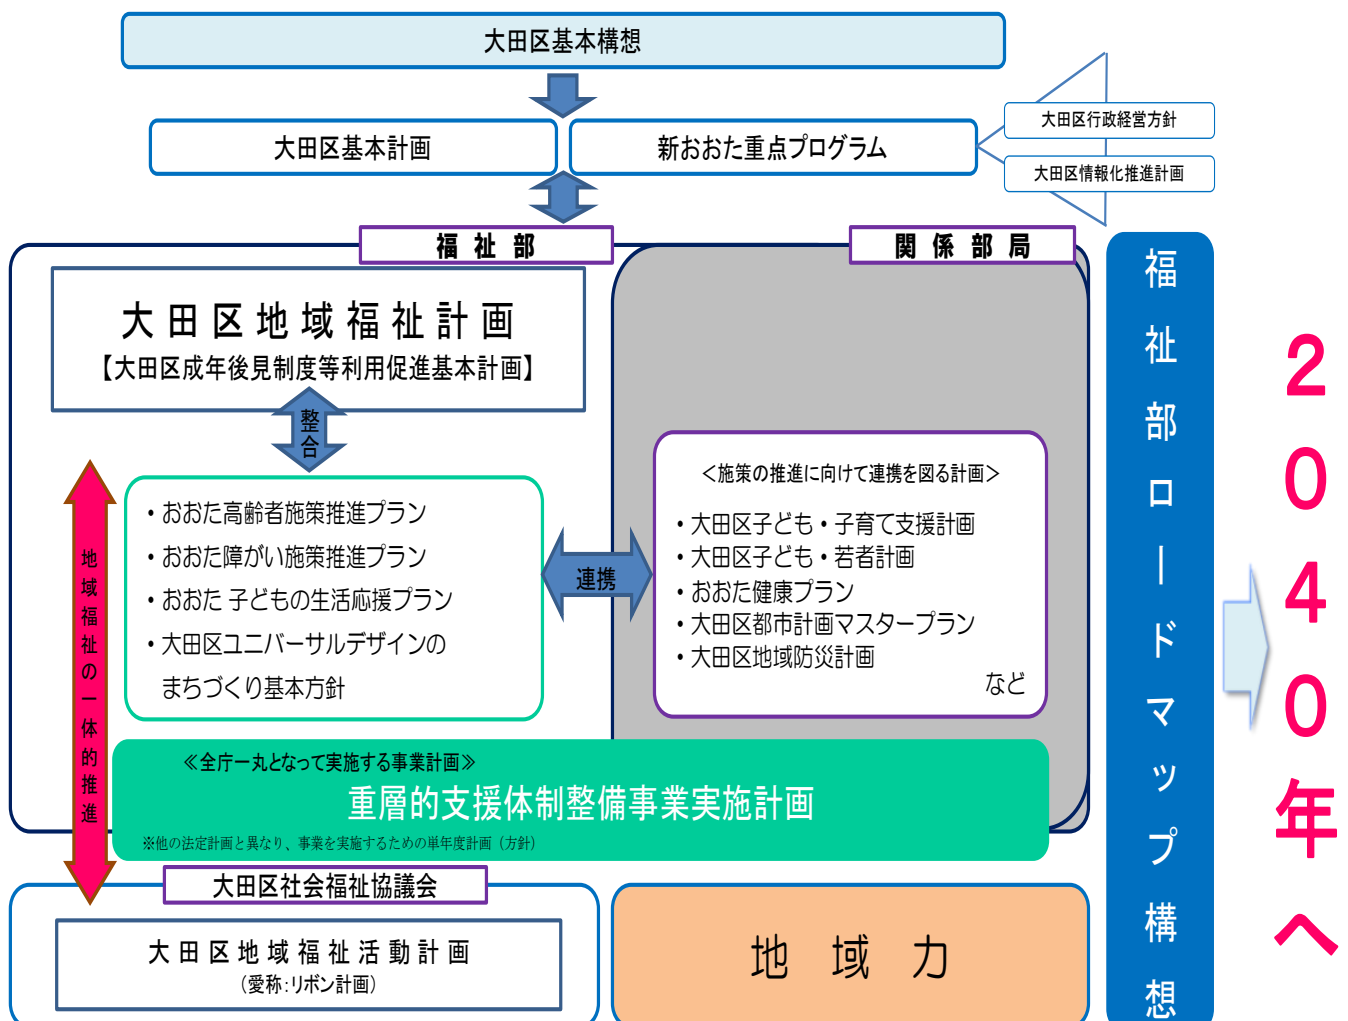 大田区基本構想
大田区基本計画
新おおた重点プログラム
大田区行政経営方針
大田区情報化推進計画
福祉部
関係部局
大田区地域福祉計画
【大田区成年後見制度等利用促進基本計画】
整合
・おおた高齢者施策推進プラン
・おおた障がい施策推進プラン
・おおた 子どもの生活応援プラン
・大田区ユニバーサルデザインの
まちづくり基本方針
連携
＜施策の推進に向けて連携を図る計画＞
・大田区子ども・子育て支援計画
・大田区子ども・若者計画
・おおた健康プラン
・大田区都市計画マスタープラン
・大田区地域防災計画
など
地域福祉の一体的推進
≪全庁一丸となって実施する事業計画≫
重層的支援体制整備事業実施計画
※他の法定計画と異なり、事業を実施するための単年度計画（方針）
大田区社会福祉協議会
大田区地域福祉活動計画
(愛称：リボン計画)
地域力
福祉部ロードマップ構想
２０４０年へ